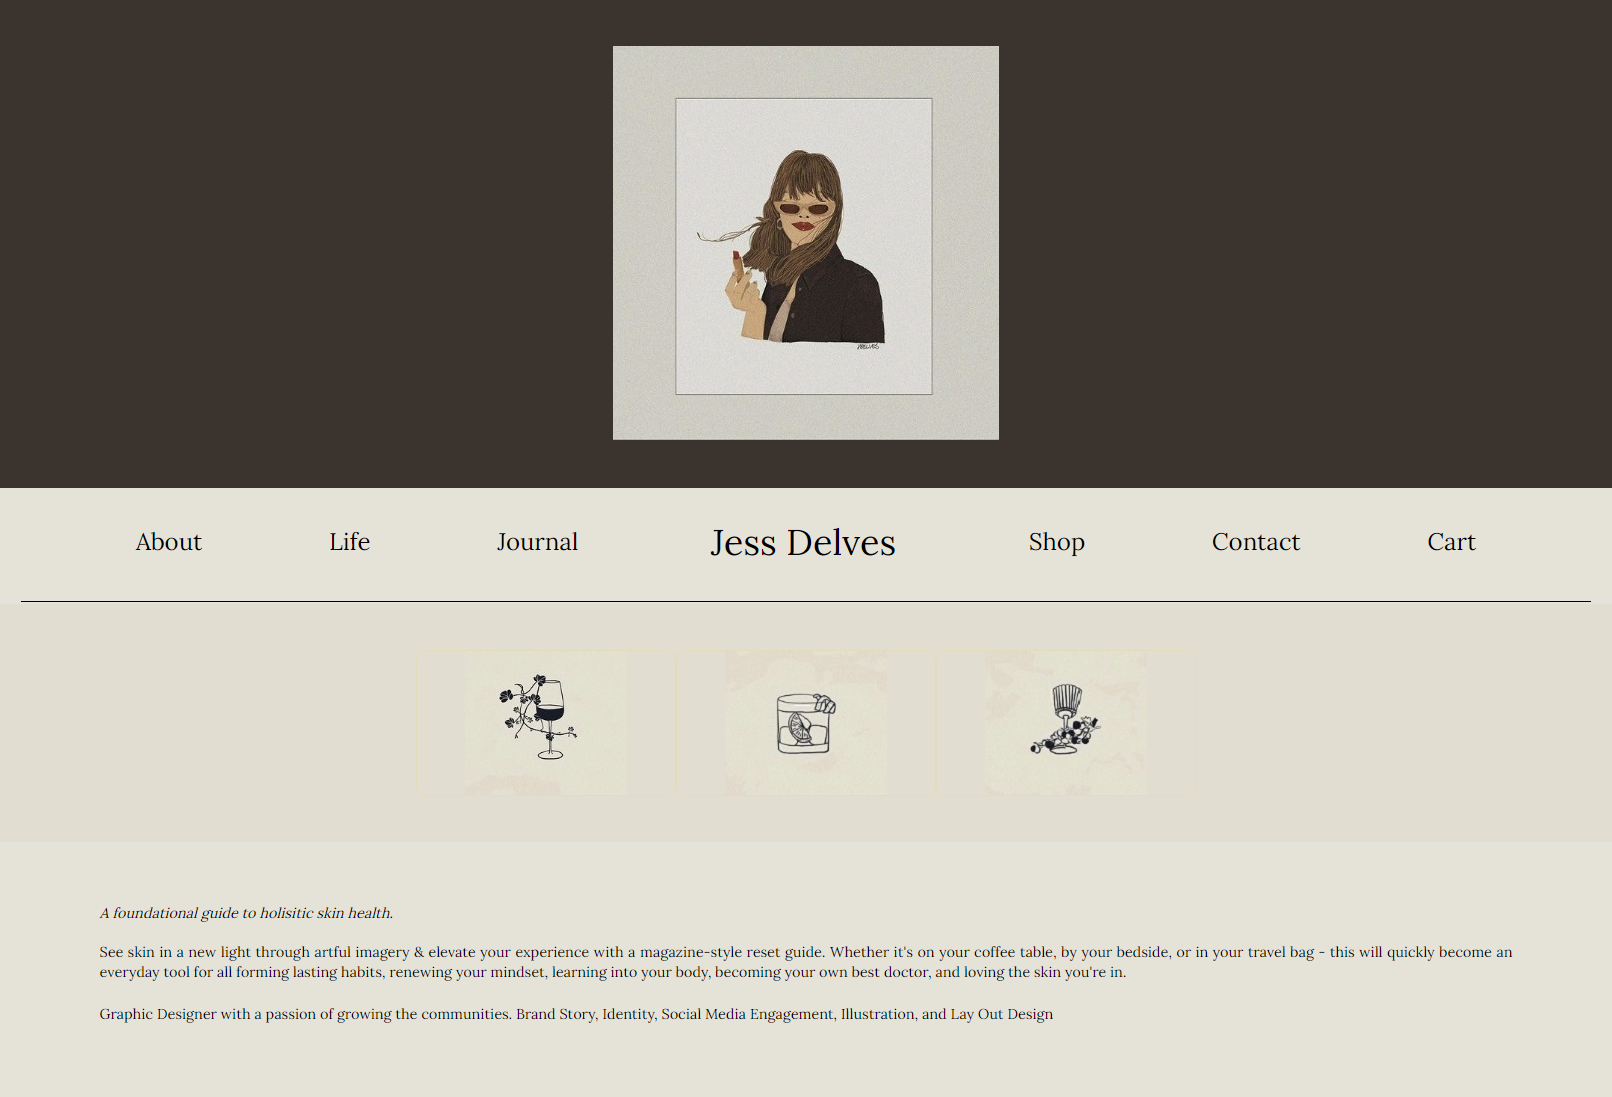 About Life Journal Jess Delves Shop Contact Cart
A foundational guide to holisitic skin health.
See skin in a new light through artful imagery & elevate your experience with a magazine-style reset guide. Whether it's on your coffee table, by your bedside, or in your travel bag - this will quickly become an
everyday tool for all forming lasting habits, renewing your mindset, learning into your body, becoming your own best doctor, and loving the skin you're in.
Graphic Designer with a passion of growing the communities. Brand Story, Identity, Social Media Engagement, Illustration, and Lay Out Design